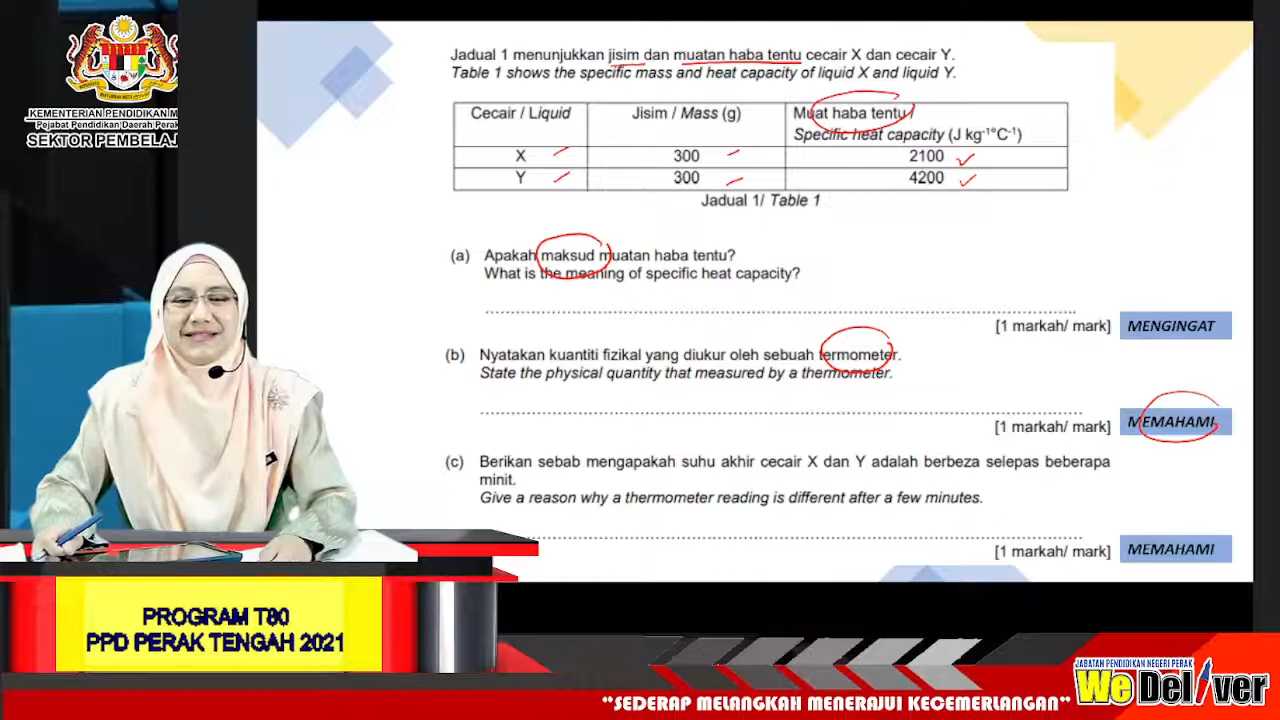 KEMENTERIAN PENDIDIKAN M
Pejabat Pendidikan Daerah Perak
SEKTOR PEMBELAJ
Jadual 1 menunjukkan jisim dan muatan haba tentu cecair X dan cecair Y.
Table 1 shows the specific mass and heat capacity of liquid X and liquid Y.
Cecair / Liquid
Jisim / Mass (g)
Muat haba tentu /
Specific heat capacity (J kg-1°C-1)
X 300 2100
Y 300 4200
Jadual 1/ Table 1
(a) Apakah maksud muatan haba tentu?
What is the meaning of specific heat capacity?
[1 markah/ mark] MENGINGAT
(b) Nyatakan kuantiti fizikal yang diukur oleh sebuah termometer.
State the physical quantity that measured by a thermometer.
[1 markah/ mark] MEMAHAMI
(c) Berikan sebab mengapakah suhu akhir cecair X dan Y adalah berbeza selepas beberapa
minit.
Give a reason why a thermometer reading is different after a few minutes.
[1 markah/ mark] MEMAHAMI
PROGRAM T80
PPD PERAK TENGAH 2021
"SEDERAP MELANGKAH MENERAJUI KECEMERLANGAN"
JABATAN PENDIDIKAN NEGERI PERAK
We Deliver